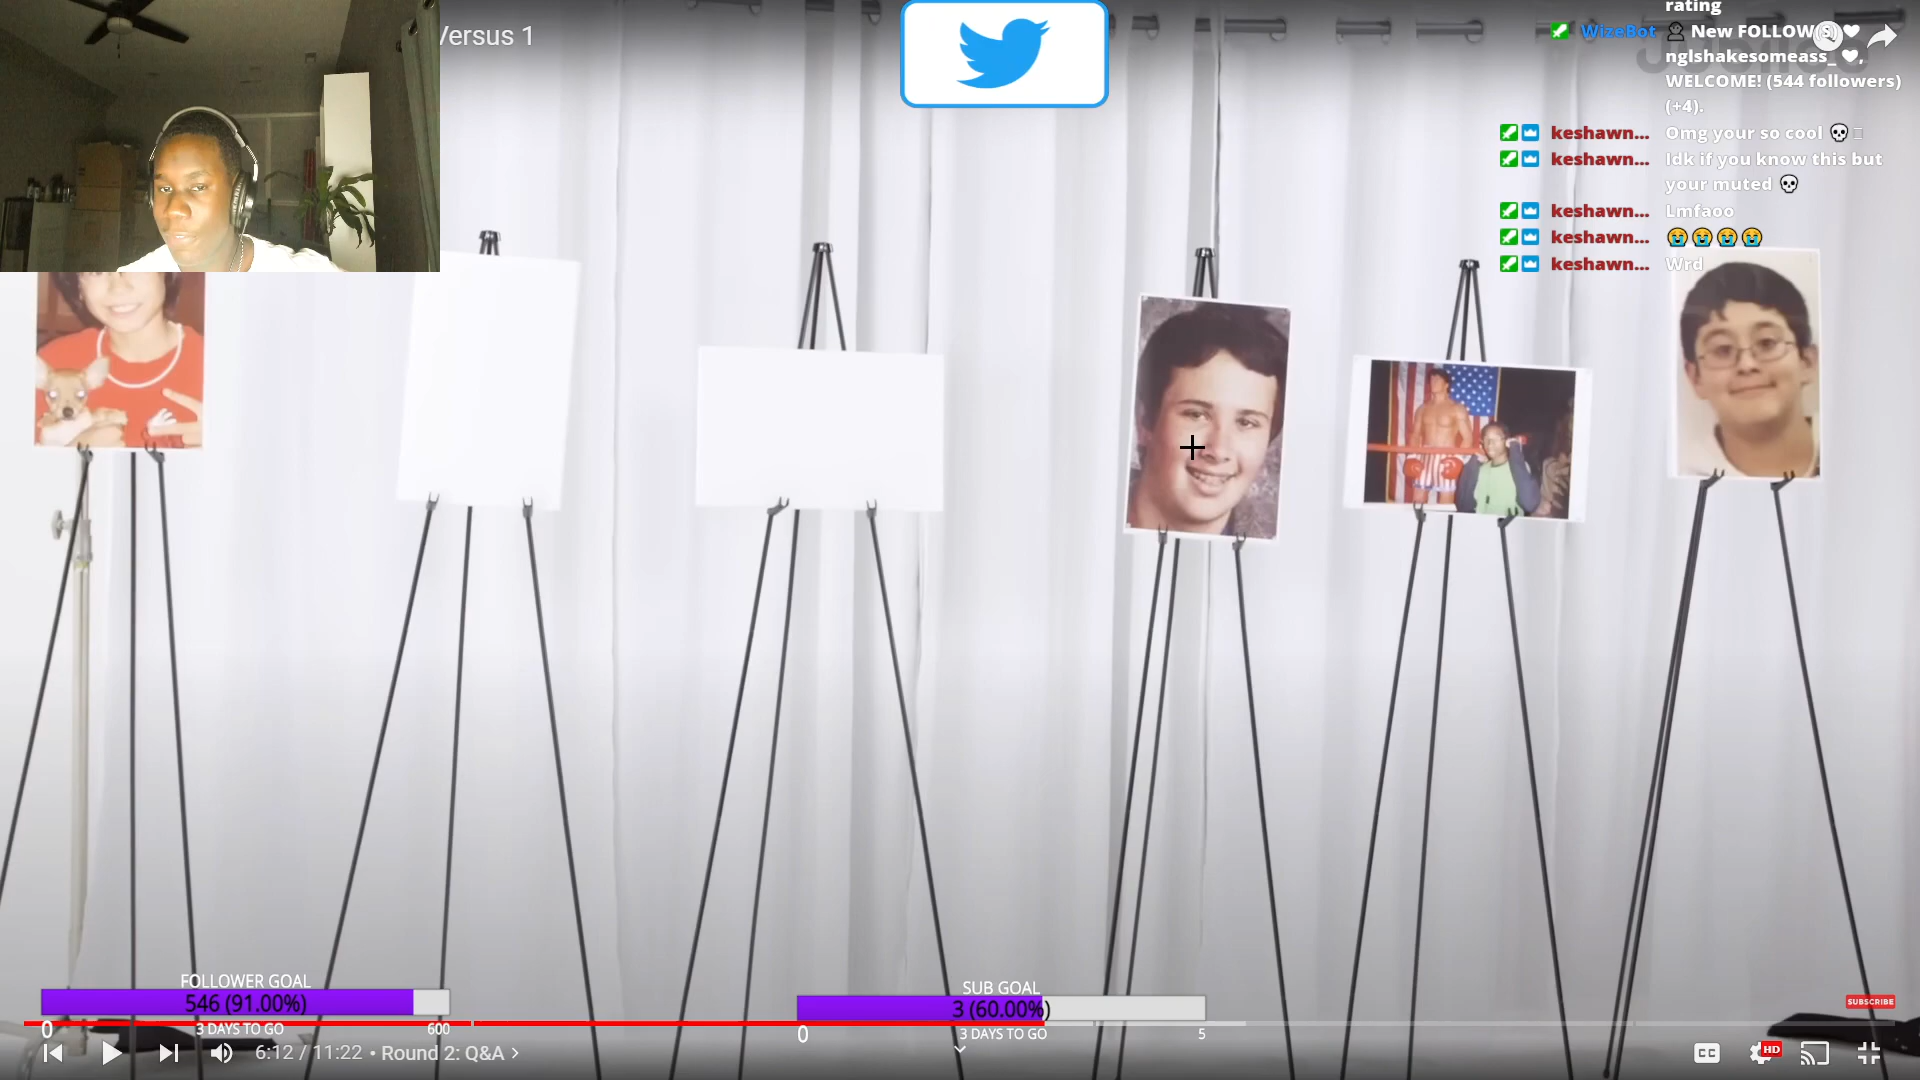 Versus 1
rating
WizeBot New FOLLOW(S)
nglshakesomeass_
WELCOME! (544 followers)
(+4).
keshawn... Omg your so cool 💀
keshawn... Idk if you know this but
your muted 💀
keshawn... Lmfaoo
keshawn... 😭😭😭😭
keshawn... Wrd
FOLLOWER GOAL
546 (91.00%)
0 3 DAYS TO GO 600
SUB GOAL
3 (60.00%)
0 3 DAYS TO GO 5
SUBSCRIBE
6:12 / 11:22 • Round 2: Q&A >
CC HD